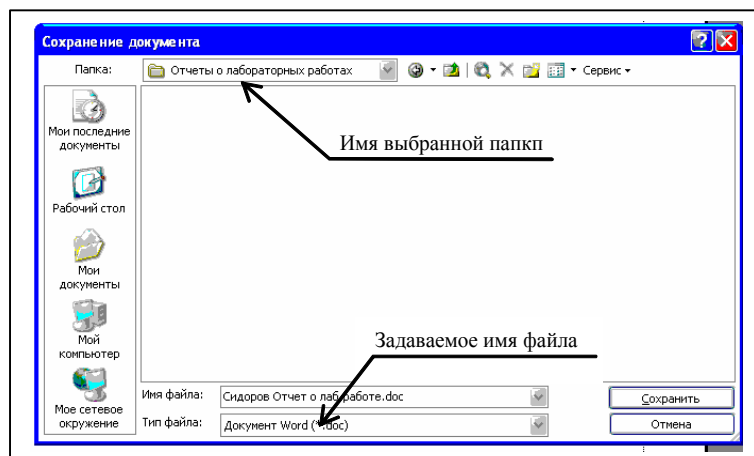 Сохранение документа
Папка:
Отчеты о лабораторных работах
Сервис
Мои последние
документы
Рабочий стол
Мои
документы
Мой
компьютер
Мое сетевое
окружение
Имя выбранной папкп
Задаваемое имя файла
Имя файла:
Сидоров Отчет о лаб работе.doc
Сохранить
Тип файла:
Документ Word (*.doc)
Отмена